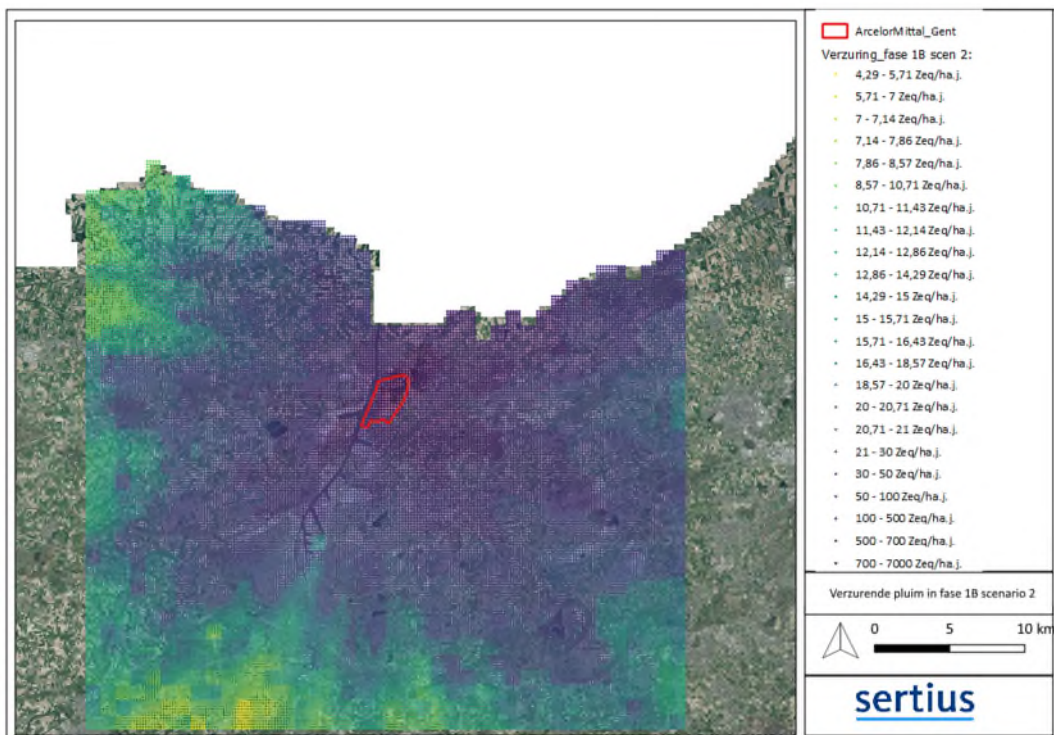 ArcelorMittal_Gent
Verzuring_fase 1B scen 2:
4,29 - 5,71 Zeq/ha.j.
5,71 - 7 Zeq/ha.j.
7 - 7,14 Zeq/ha.j.
7,14 - 7,86 Zeq/ha.j.
7,86 - 8,57 Zeq/ha.j.
8,57 - 10,71 Zeq/ha.j.
10,71 - 11,43 Zeq/ha.j.
11,43 - 12,14 Zeq/ha.j.
12,14 - 12,86 Zeq/ha.j.
12,86 - 14,29 Zeq/ha.j.
14,29 - 15 Zeq/ha.j.
15 - 15,71 Zeq/ha.j.
15,71 - 16,43 Zeq/ha.j.
16,43 - 18,57 Zeq/ha.j.
18,57 - 20 Zeq/ha.j.
20 - 20,71 Zeq/ha.j.
20,71 - 21 Zeq/ha.j.
21 - 30 Zeq/ha.j.
30 - 50 Zeq/ha.j.
50 - 100 Zeq/ha.j.
100 - 500 Zeq/ha.j.
500 - 700 Zeq/ha.j.
700 - 7000 Zeq/ha.j.
Verzurende pluim in fase 1B scenario 2
0 5 10 km
sertius